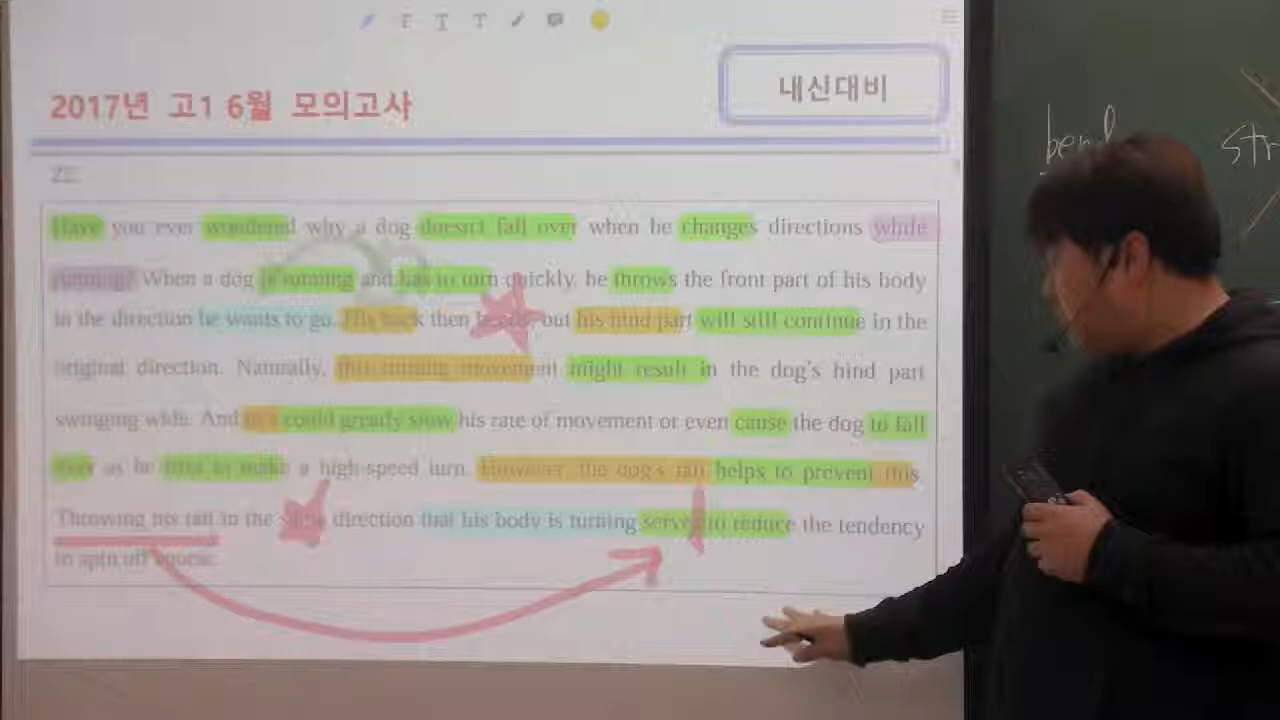 2017년 고1 6월 모의고사
내신대비
Have you ever wondered why a dog doesn't fall over when he changes directions while
running? When a dog is running and has to turn quickly, he throws the front part of his body
in the direction he wants to go. His back then bends, but his hind part will still continue in the
original direction. Naturally, this turning movement might result in the dog's hind part
swinging wide. And this could greatly slow his rate of movement or even cause the dog to fall
over as he tries to make a high-speed turn. However, the dog's tail helps to prevent this.
Throwing his tail in the direction that his body is turning serves to reduce the tendency
to spin off course.